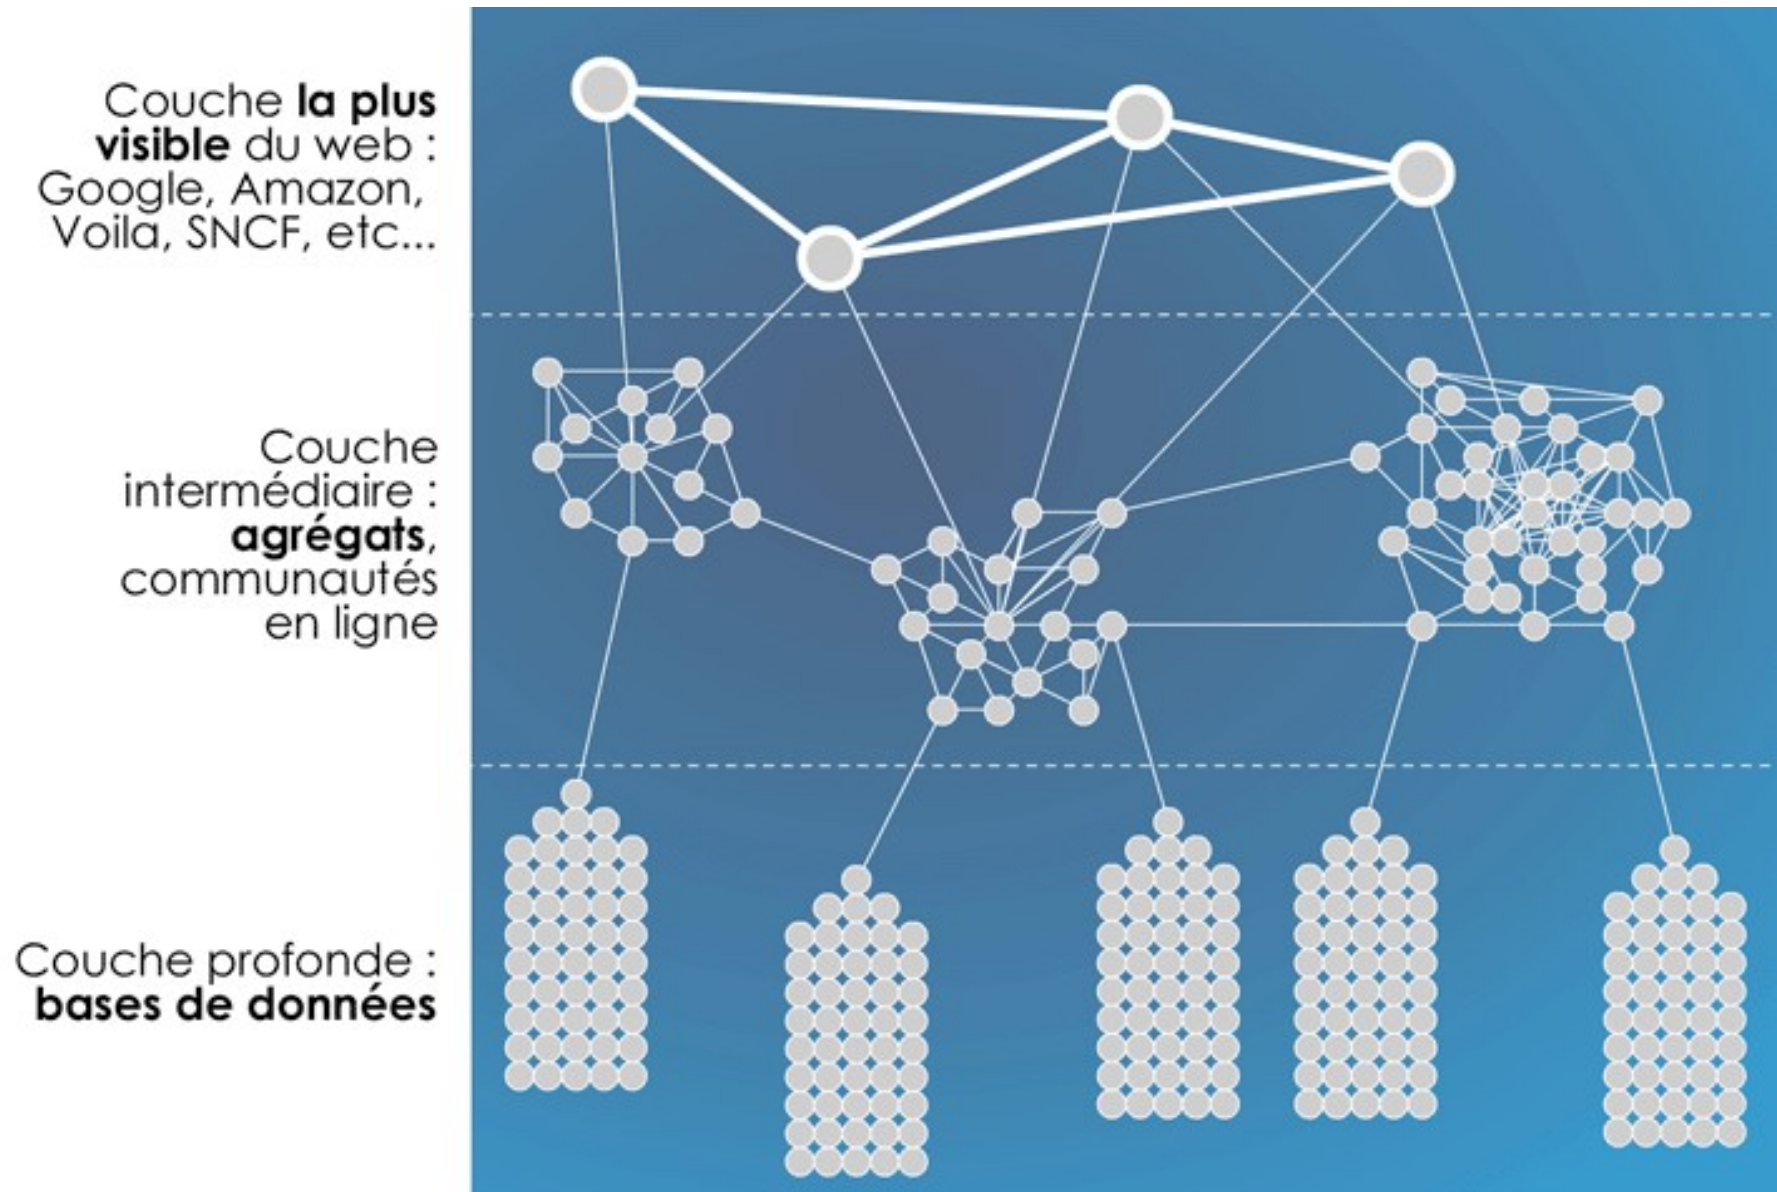 Couche la plus
visible du web :
Google, Amazon,
Voila, SNCF, etc...
Couche
intermédiaire :
agrégats,
communautés
en ligne
Couche profonde :
bases de données